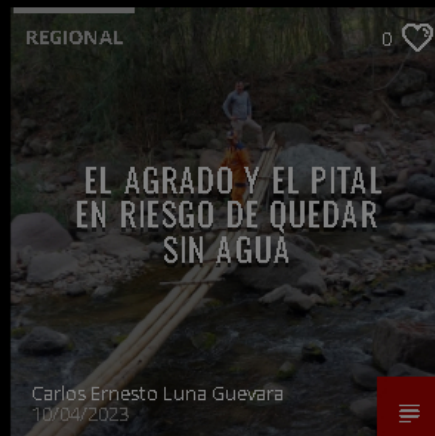 REGIONAL
0
EL AGRADO Y EL PITAL
EN RIESGO DE QUEDAR
SIN AGUA
Carlos Ernesto Luna Guevara
10/04/2023